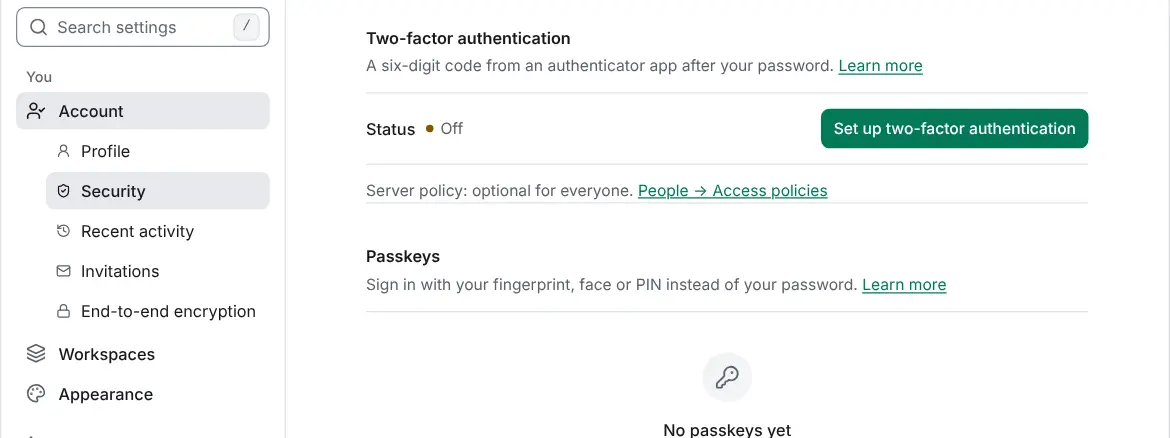 Search settings /
You
Account
Profile
Security
Recent activity
Invitations
End-to-end encryption
Workspaces
Appearance
Two-factor authentication
A six-digit code from an authenticator app after your password. Learn more
Status Off
Set up two-factor authentication
Server policy: optional for everyone. People → Access policies
Passkeys
Sign in with your fingerprint, face or PIN instead of your password. Learn more
No passkeys yet